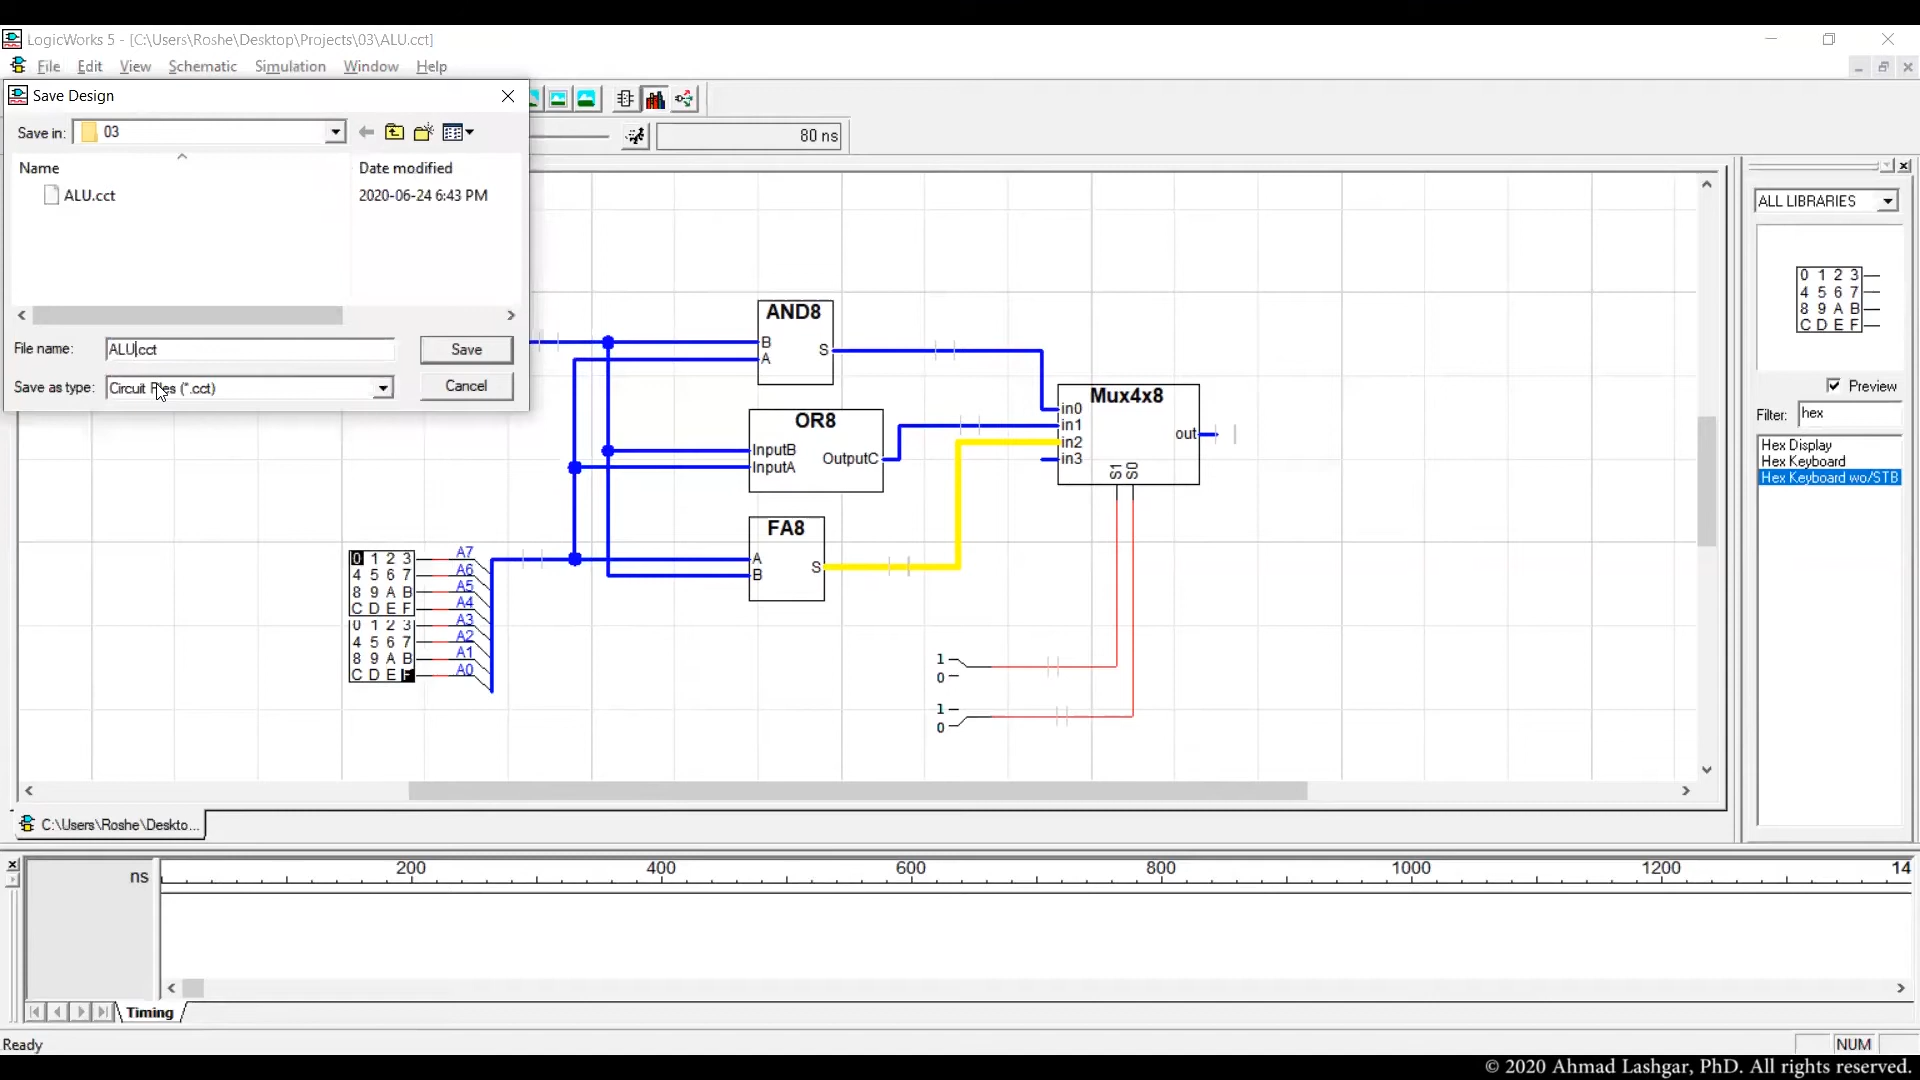 LogicWorks 5 - [C:\Users\Roshe\Desktop\Projects\03\ALU.cct]
File Edit View Schematic Simulation Window Help
Save Design
Save in: 03
80 ns
Name Date modified
ALU.cct 2020-06-24 6:43 PM
File name: ALU.cct Save
Save as type: Circuit Files (*.cct) Cancel
AND8
B
A
S
OR8
InputB
InputA
OutputC
FA8
A
B
S
Mux4x8
in0
in1
in2
in3
out
S1
S0
0 1 2 3
4 5 6 7
8 9 A B
C D E F
0 1 2 3
4 5 6 7
8 9 A B
C D E F
A7
A6
A5
A4
A3
A2
A1
A0
1
0
1
0
ALL LIBRARIES
0 1 2 3
4 5 6 7
8 9 A B
C D E F
Preview
Filter: hex
Hex Display
Hex Keyboard
Hex Keyboard wo/STB
C:\Users\Roshe\Deskto...
ns
200 400 600 800 1000 1200 14
Timing
Ready
NUM
© 2020 Ahmad Lashgar, PhD. All rights reserved.